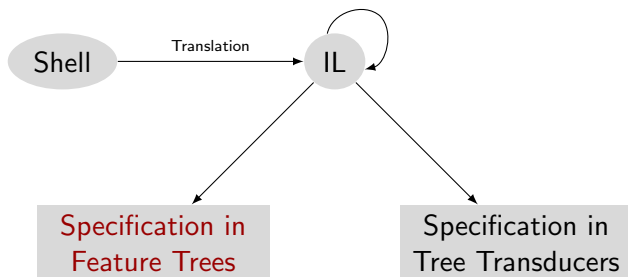 Translation
Shell
IL
Specification in
Feature Trees
Specification in
Tree Transducers